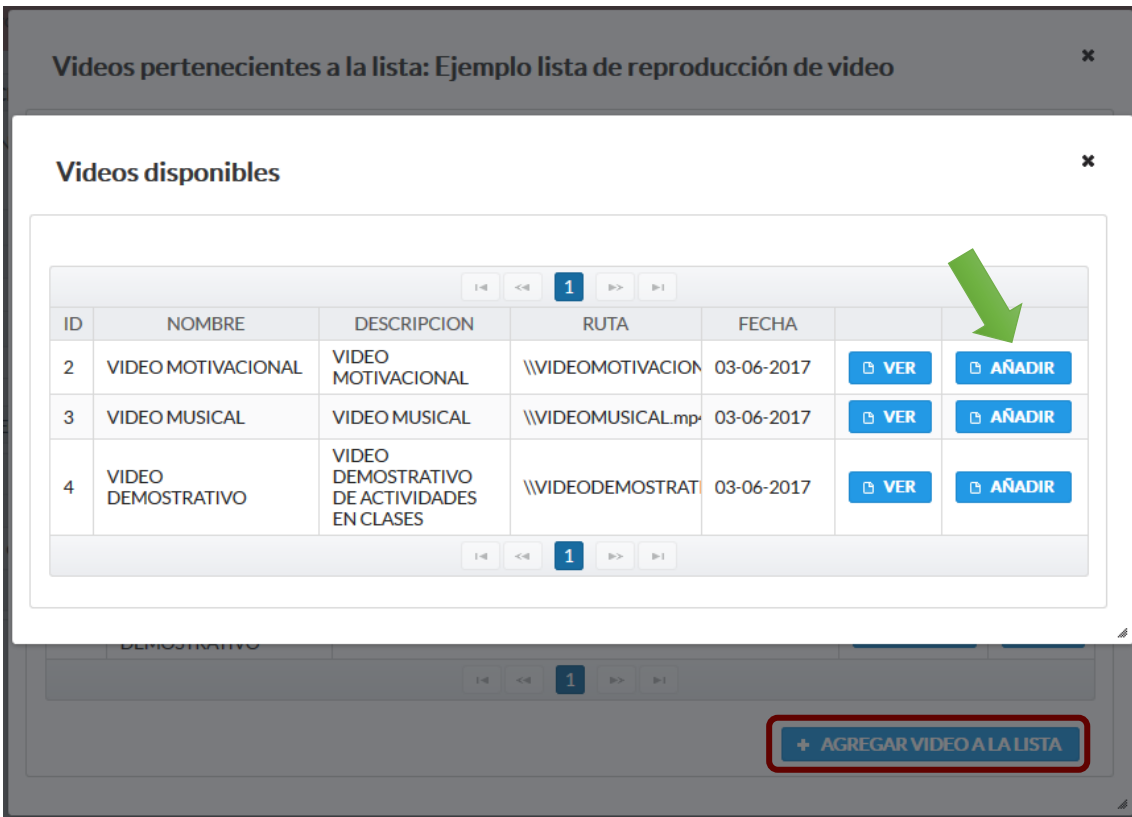 Videos pertenecientes a la lista: Ejemplo lista de reproducción de video
Videos disponibles
1
ID NOMBRE DESCRIPCION RUTA FECHA
2 VIDEO MOTIVACIONAL VIDEO MOTIVACIONAL \\VIDEOMOTIVACION 03-06-2017 VER AÑADIR
3 VIDEO MUSICAL VIDEO MUSICAL \\VIDEOMUSICAL.mp4 03-06-2017 VER AÑADIR
4 VIDEO DEMOSTRATIVO VIDEO DEMOSTRATIVO DE ACTIVIDADES EN CLASES \\VIDEODEMOSTRATI 03-06-2017 VER AÑADIR
1
DEMOSTRATIVO
1
+ AGREGAR VIDEO A LA LISTA